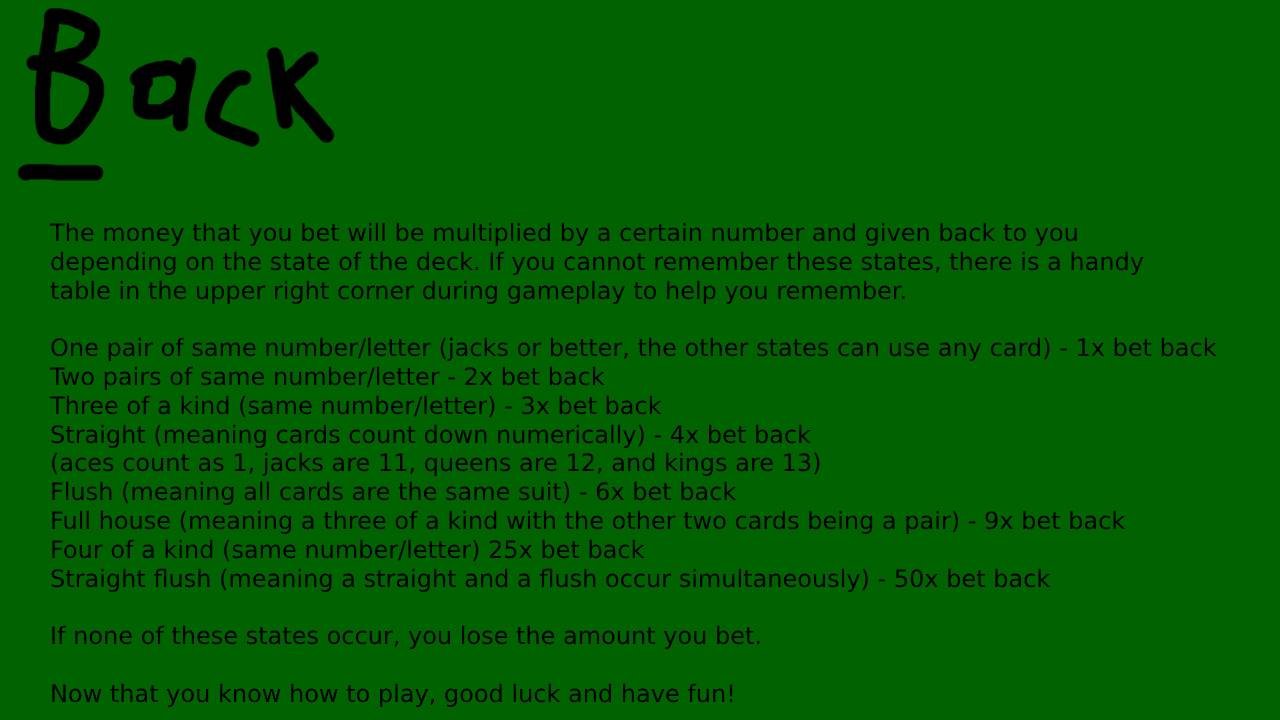 Back
The money that you bet will be multiplied by a certain number and given back to you
depending on the state of the deck. If you cannot remember these states, there is a handy
table in the upper right corner during gameplay to help you remember.
One pair of same number/letter (jacks or better, the other states can use any card) - 1x bet back
Two pairs of same number/letter - 2x bet back
Three of a kind (same number/letter) - 3x bet back
Straight (meaning cards count down numerically) - 4x bet back
(aces count as 1, jacks are 11, queens are 12, and kings are 13)
Flush (meaning all cards are the same suit) - 6x bet back
Full house (meaning a three of a kind with the other two cards being a pair) - 9x bet back
Four of a kind (same number/letter) 25x bet back
Straight flush (meaning a straight and a flush occur simultaneously) - 50x bet back
If none of these states occur, you lose the amount you bet.
Now that you know how to play, good luck and have fun!